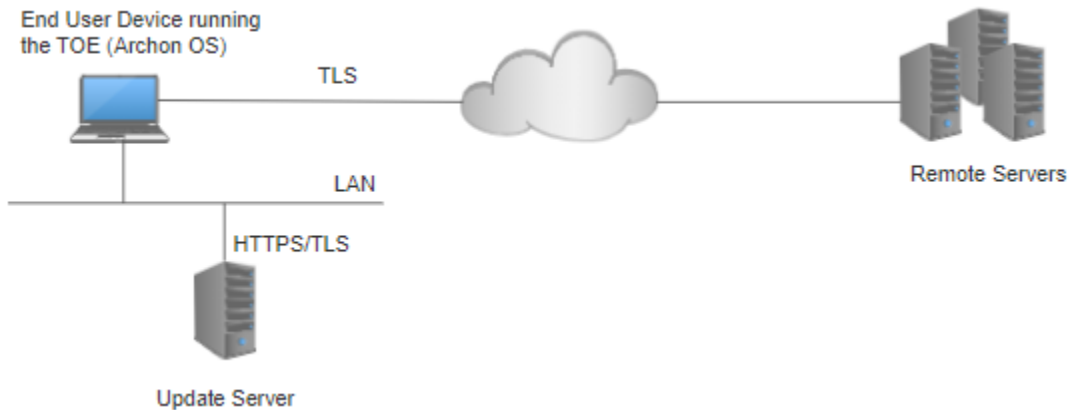 End User Device running
the TOE (Archon OS)
TLS
Remote Servers
LAN
HTTPS/TLS
Update Server